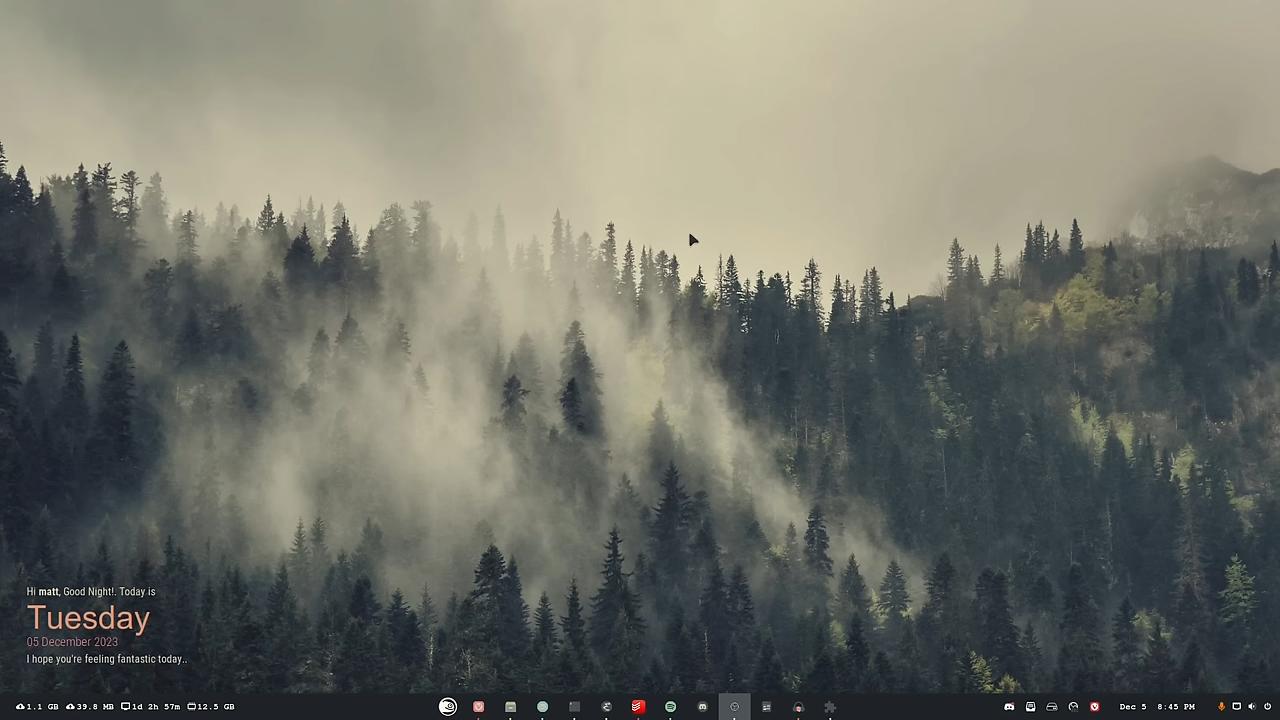 Hi matt, Good Night!. Today is
Tuesday
05 December 2023
I hope you're feeling fantastic today..
1.1 GB 39.8 MB 1d 2h 57m 12.5 GB
Dec 5 8:45 PM